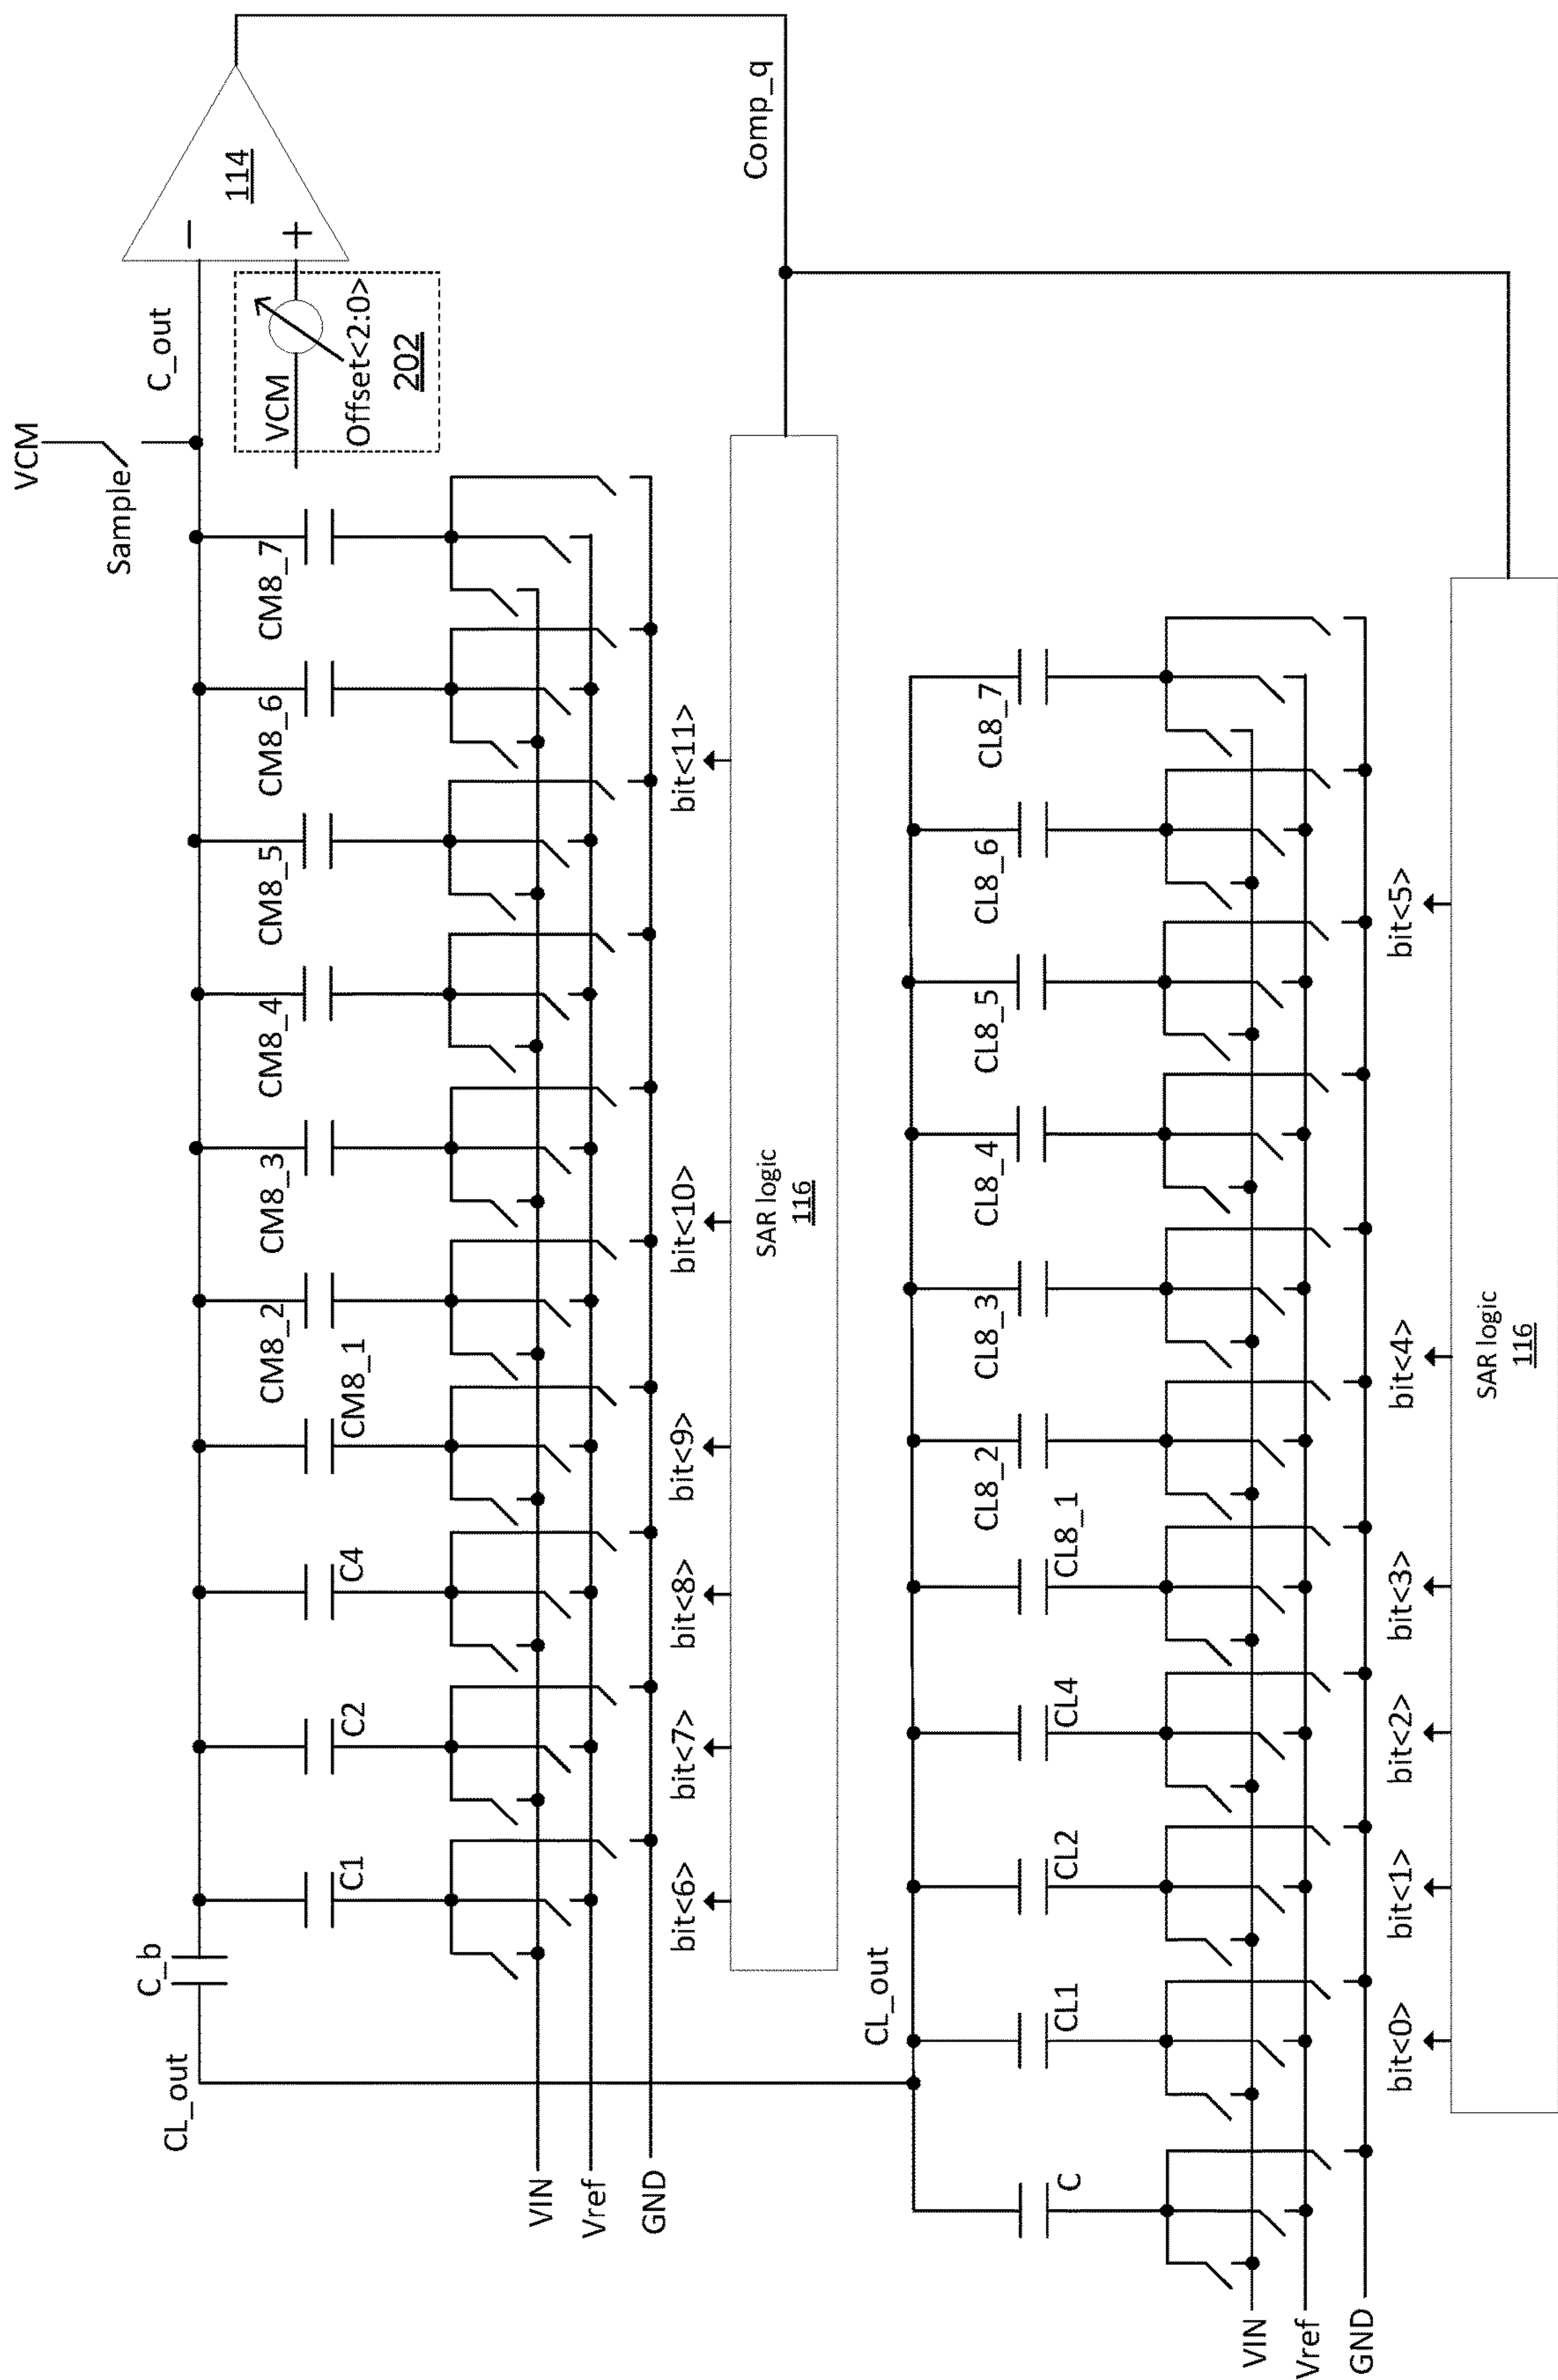 VCM
Sample
C_out
VCM
Offset<2:0>
202
114
Comp_q
CL_out
C_b
C1
C2
C4
CM8_1
CM8_2
CM8_3
CM8_4
CM8_5
CM8_6
CM8_7
VIN
Vref
GND
bit<6>
bit<7>
bit<8>
bit<9>
bit<10>
bit<11>
SAR logic
116
CL_out
C
CL1
CL2
CL4
CL8_1
CL8_2
CL8_3
CL8_4
CL8_5
CL8_6
CL8_7
VIN
Vref
GND
bit<0>
bit<1>
bit<2>
bit<3>
bit<4>
bit<5>
SAR logic
116